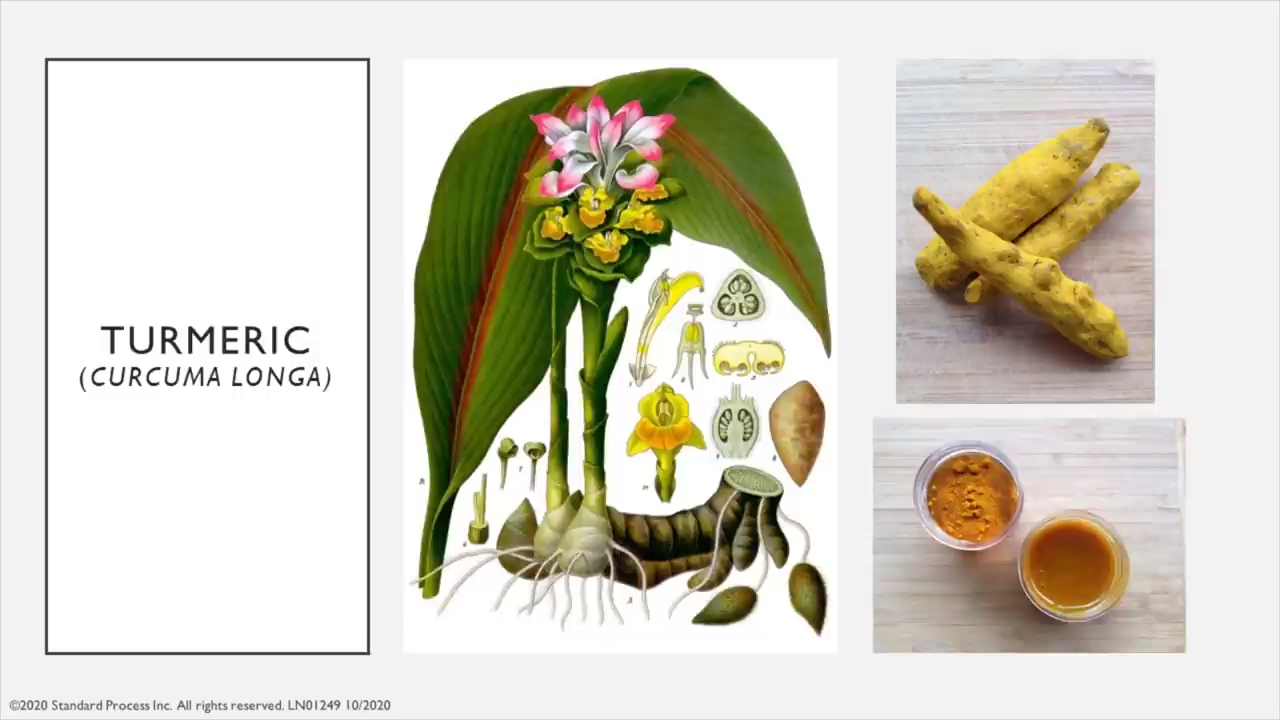 TURMERIC
(CURCUMA LONGA)
©2020 Standard Process Inc. All rights reserved. LN01249 10/2020